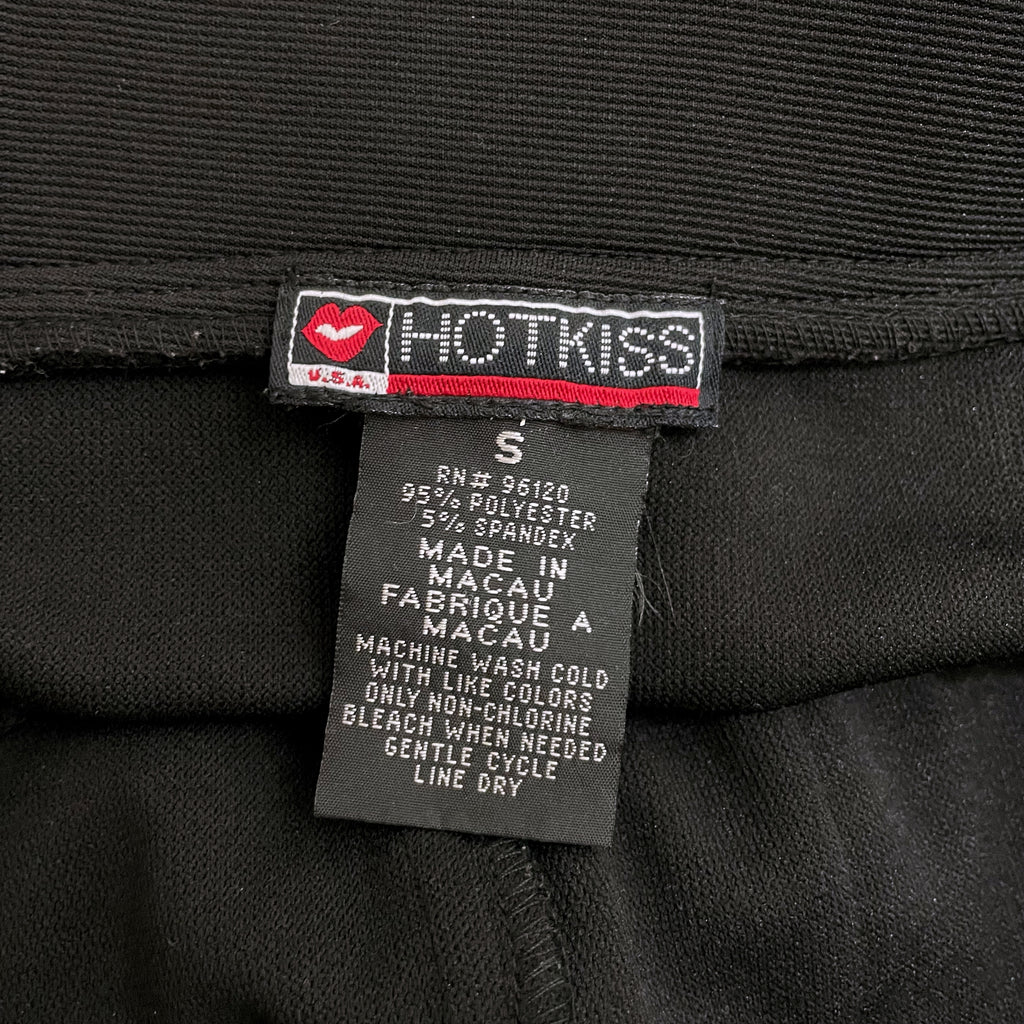 HOTKISS
U.S.A.
S
RN# 96120
95% POLYESTER
5% SPANDEX
MADE IN
MACAU
FABRIQUE A
MACAU
MACHINE WASH COLD
WITH LIKE COLORS
ONLY NON-CHLORINE
BLEACH WHEN NEEDED
GENTLE CYCLE
LINE DRY